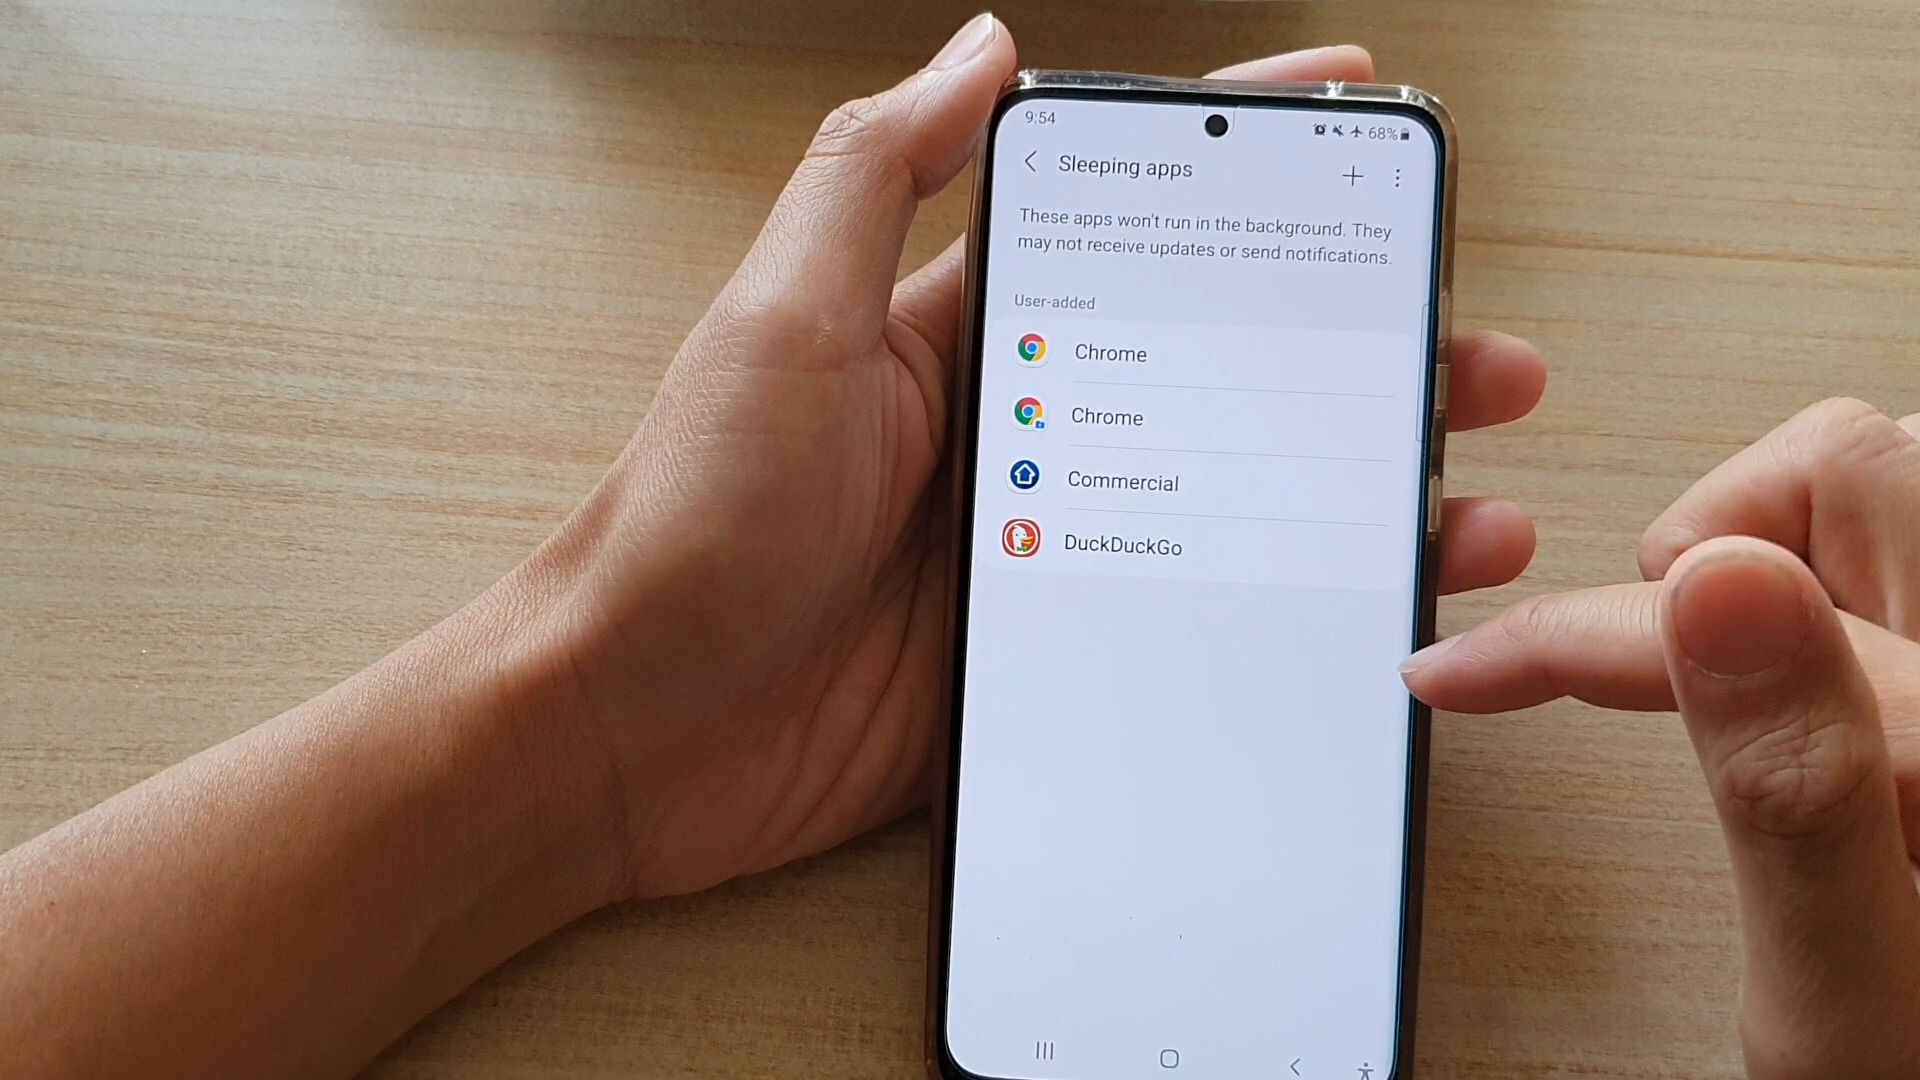 9:54
68%
Sleeping apps
These apps won't run in the background. They
may not receive updates or send notifications.
User-added
Chrome
Chrome
Commercial
DuckDuckGo